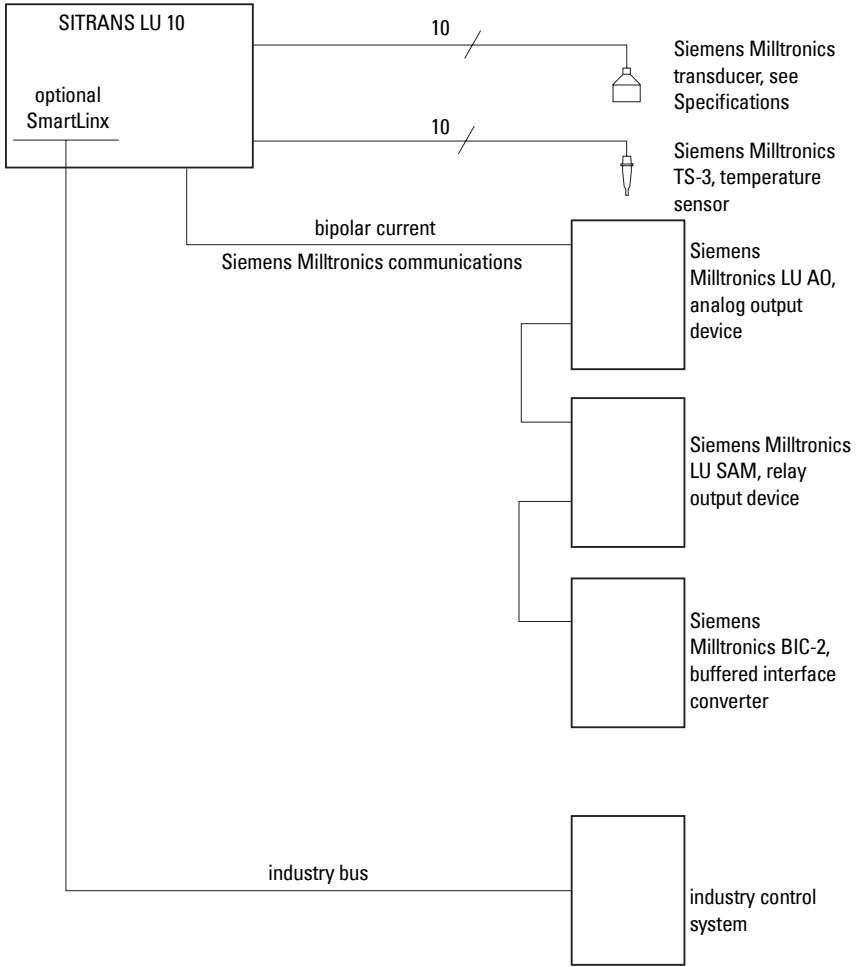 SITRANS LU 10
optional
SmartLinx
10
Siemens Milltronics
transducer, see
Specifications
10
Siemens Milltronics
TS-3, temperature
sensor
bipolar current
Siemens Milltronics communications
Siemens
Milltronics LU AO,
analog output
device
Siemens Milltronics
LU SAM, relay
output device
Siemens
Milltronics BIC-2,
buffered interface
converter
industry bus
industry control
system